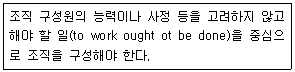 조직 구성원의 능력이나 사정 등을 고려하지 않고
해야 할 일(to work ought ot be done)을 중심으
로 조직을 구성해야 한다.